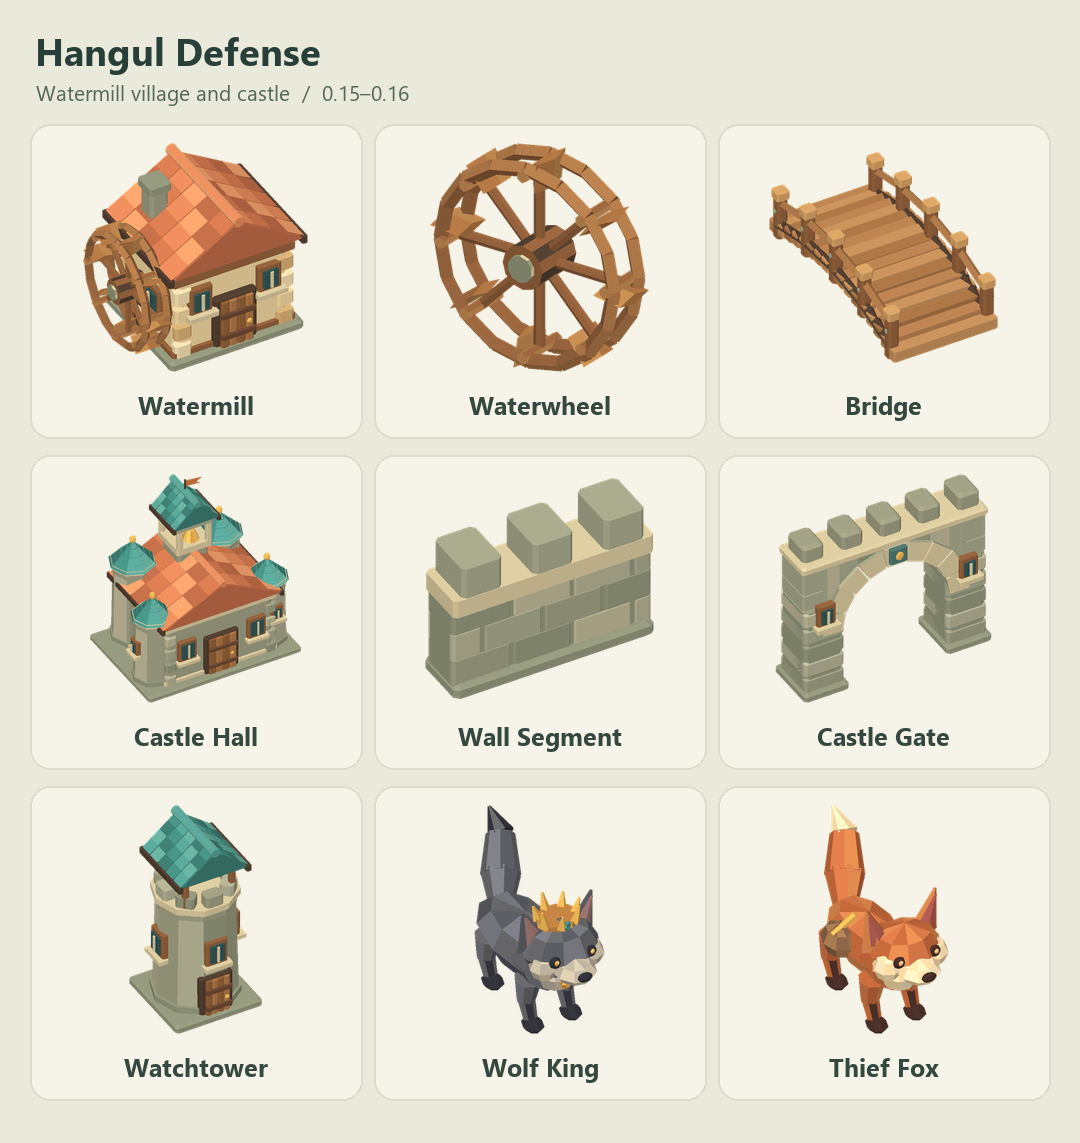 Hangul Defense
Watermill village and castle / 0.15–0.16
Watermill
Waterwheel
Bridge
Castle Hall
Wall Segment
Castle Gate
Watchtower
Wolf King
Thief Fox